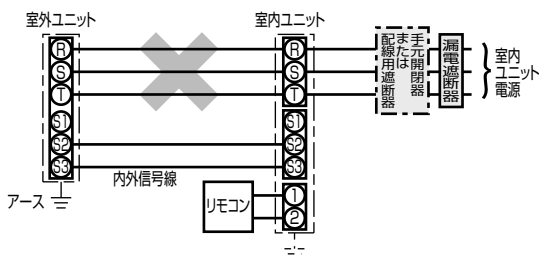 室外ユニット
室内ユニット
R
S
T
S1
S2
S3
R
S
T
S1
S2
S3
1
2
手元開閉器
または
配線用遮断器
漏電遮断器
室内
ユニット
電源
内外信号線
アース
リモコン